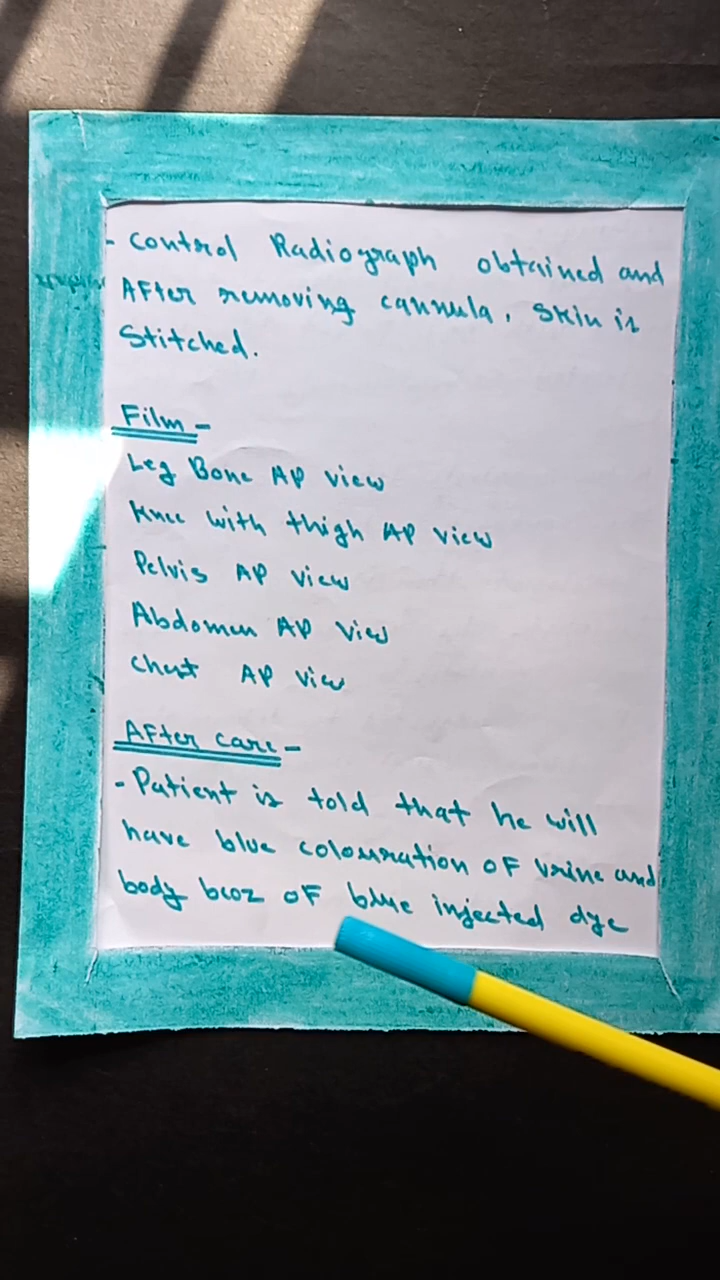 - Control Radiograph obtained and
After removing cannula, Skin is
Stitched.
Film -
Leg Bone AP view
Knee with thigh AP view
Pelvis AP view
Abdomen AP view
Chest AP view
After care -
- Patient is told that he will
have blue colouration of urine and
body bcoz of blue injected dye